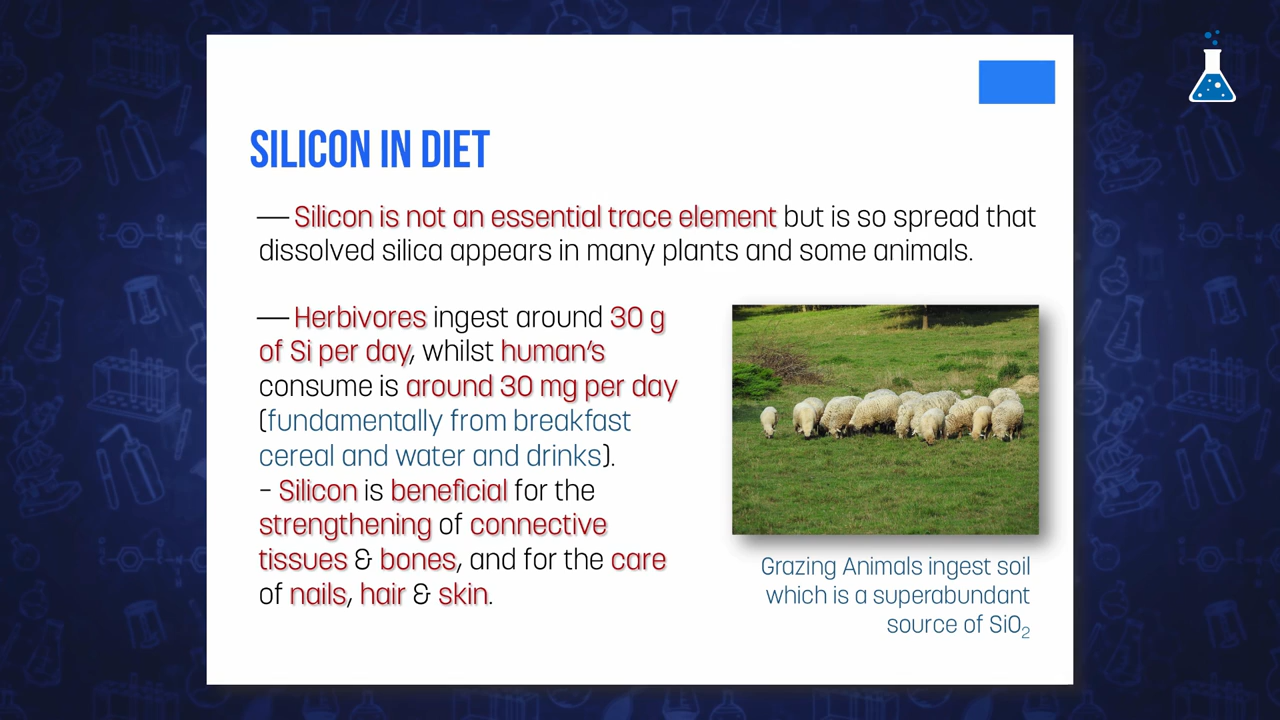 SILICON IN DIET
— Silicon is not an essential trace element but is so spread that
dissolved silica appears in many plants and some animals.
— Herbivores ingest around 30 g
of Si per day, whilst human's
consume is around 30 mg per day
(fundamentally from breakfast
cereal and water and drinks).
- Silicon is beneficial for the
strengthening of connective
tissues & bones, and for the care
of nails, hair & skin.
Grazing Animals ingest soil
which is a superabundant
source of SiO₂